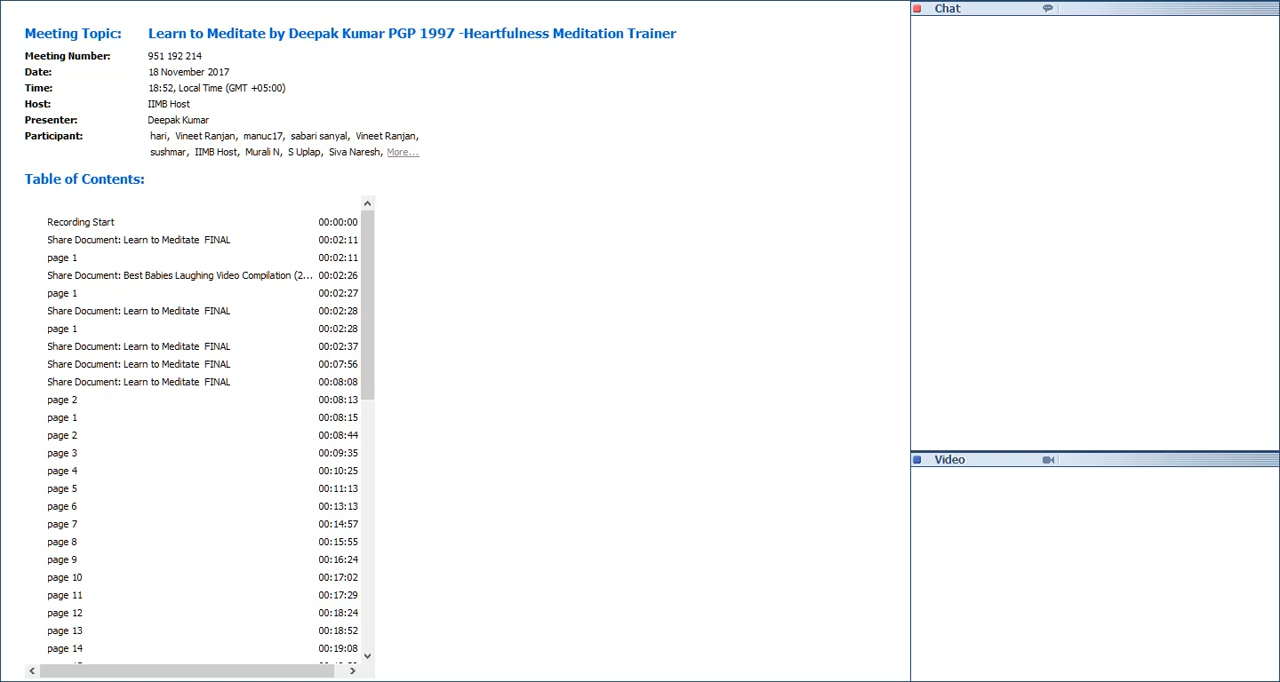 Meeting Topic: Learn to Meditate by Deepak Kumar PGP 1997 -Heartfulness Meditation Trainer
Meeting Number: 951 192 214
Date: 18 November 2017
Time: 18:52, Local Time (GMT +05:00)
Host: IIMB Host
Presenter: Deepak Kumar
Participant: hari, Vineet Ranjan, manuc17, sabari sanyal, Vineet Ranjan,
sushmar, IIMB Host, Murali N, S Uplap, Siva Naresh, More...
Table of Contents:
Recording Start 00:00:00
Share Document: Learn to Meditate FINAL 00:02:11
page 1 00:02:11
Share Document: Best Babies Laughing Video Compilation (2... 00:02:26
page 1 00:02:27
Share Document: Learn to Meditate FINAL 00:02:28
page 1 00:02:28
Share Document: Learn to Meditate FINAL 00:02:37
Share Document: Learn to Meditate FINAL 00:07:56
Share Document: Learn to Meditate FINAL 00:08:08
page 2 00:08:13
page 1 00:08:15
page 2 00:08:44
page 3 00:09:35
page 4 00:10:25
page 5 00:11:13
page 6 00:13:13
page 7 00:14:57
page 8 00:15:55
page 9 00:16:24
page 10 00:17:02
page 11 00:17:29
page 12 00:18:24
page 13 00:18:52
page 14 00:19:08
Chat
Video